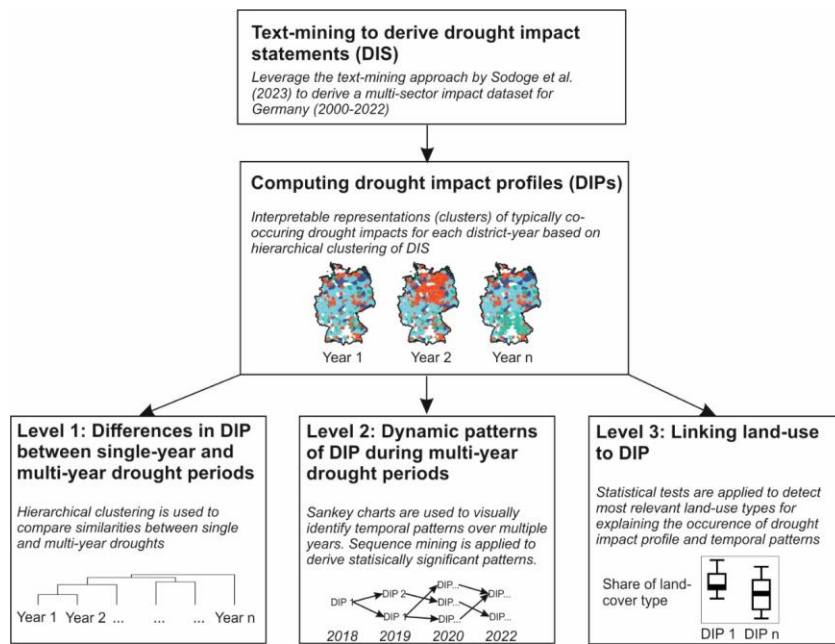 Text-mining to derive drought impact
statements (DIS)
Leverage the text-mining approach by Sodoge et al.
(2023) to derive a multi-sector impact dataset for
Germany (2000-2022)
Computing drought impact profiles (DIPs)
Interpretable representations (clusters) of typically co-
occuring drought impacts for each district-year based on
hierarchical clustering of DIS
Year 1 Year 2 Year n
Level 1: Differences in DIP
between single-year and
multi-year drought periods
Hierarchical clustering is used to
compare similarities between single
and multi-year droughts
Year 1 Year 2 ... ... ... Year n
Level 2: Dynamic patterns
of DIP during multi-year
drought periods
Sankey charts are used to visually
identify temporal patterns over multiple
years. Sequence mining is applied to
derive statisically significant patterns.
DIP...
DIP 1 DIP 2 DIP... DIP...
DIP 1 DIP... DIP...
2018 2019 2020 2022
Level 3: Linking land-use
to DIP
Statistical tests are applied to detect
most relevant land-use types for
explaining the occurence of drought
impact profile and temporal patterns
Share of land-
cover type
DIP 1 DIP n